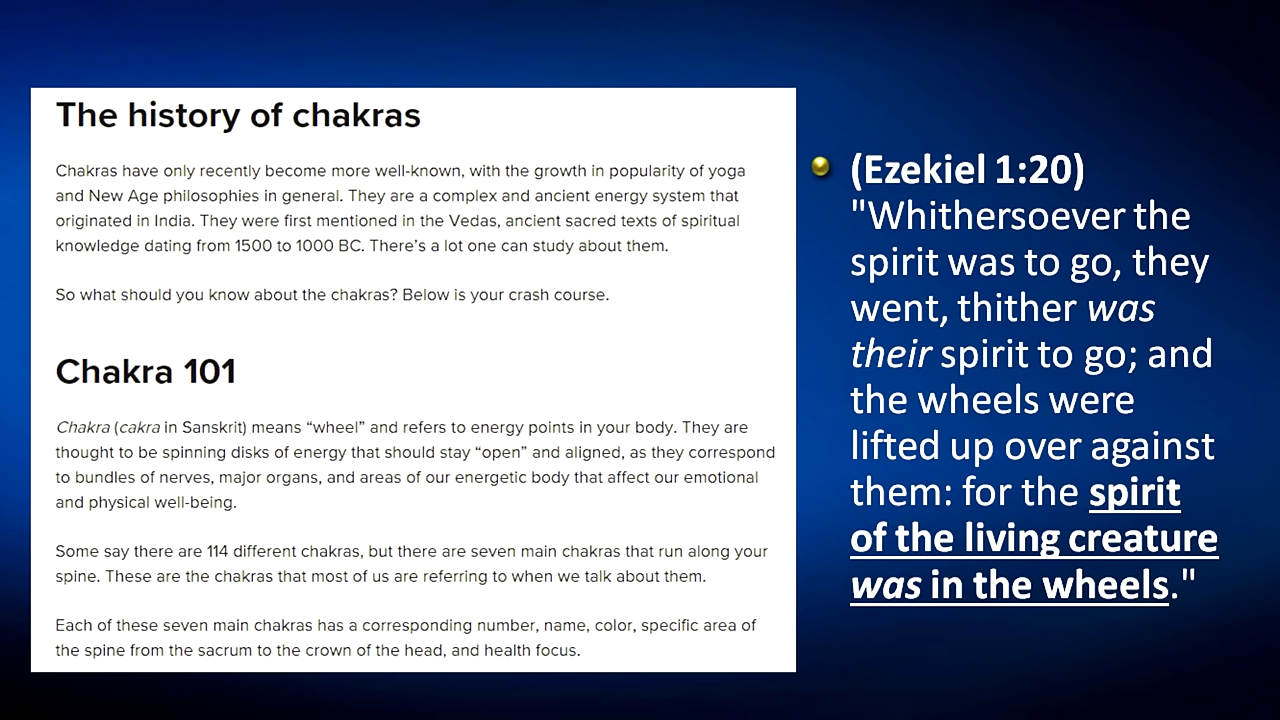 The history of chakras
Chakras have only recently become more well-known, with the growth in popularity of yoga
and New Age philosophies in general. They are a complex and ancient energy system that
originated in India. They were first mentioned in the Vedas, ancient sacred texts of spiritual
knowledge dating from 1500 to 1000 BC. There’s a lot one can study about them.
So what should you know about the chakras? Below is your crash course.
Chakra 101
Chakra (cakra in Sanskrit) means “wheel” and refers to energy points in your body. They are
thought to be spinning disks of energy that should stay “open” and aligned, as they correspond
to bundles of nerves, major organs, and areas of our energetic body that affect our emotional
and physical well-being.
Some say there are 114 different chakras, but there are seven main chakras that run along your
spine. These are the chakras that most of us are referring to when we talk about them.
Each of these seven main chakras has a corresponding number, name, color, specific area of
the spine from the sacrum to the crown of the head, and health focus.
(Ezekiel 1:20)
"Whithersoever the
spirit was to go, they
went, thither was
their spirit to go; and
the wheels were
lifted up over against
them: for the spirit
of the living creature
was in the wheels."